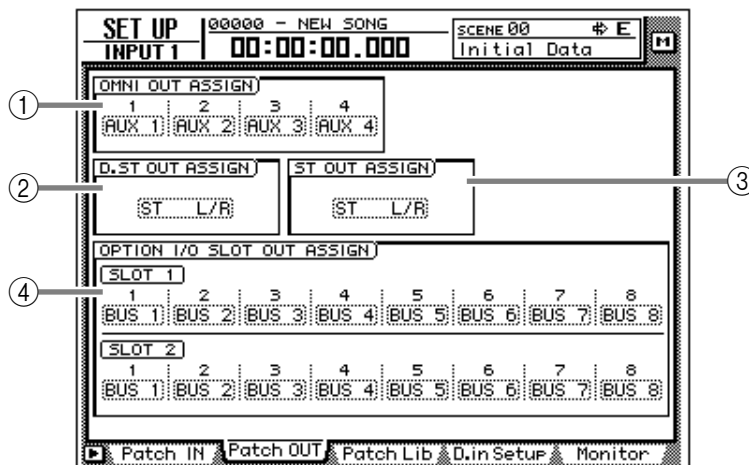 SET UP
INPUT 1
00000 - NEW SONG
00:00:00.000
SCENE 00 E
Initial Data
M
OMNI OUT ASSIGN
1 2 3 4
AUX 1 AUX 2 AUX 3 AUX 4
1
D.ST OUT ASSIGN
ST L/R
2
ST OUT ASSIGN
ST L/R
3
OPTION I/O SLOT OUT ASSIGN
4
SLOT 1
1 2 3 4 5 6 7 8
BUS 1 BUS 2 BUS 3 BUS 4 BUS 5 BUS 6 BUS 7 BUS 8
SLOT 2
1 2 3 4 5 6 7 8
BUS 1 BUS 2 BUS 3 BUS 4 BUS 5 BUS 6 BUS 7 BUS 8
Patch IN Patch OUT Patch Lib D.in Setup Monitor